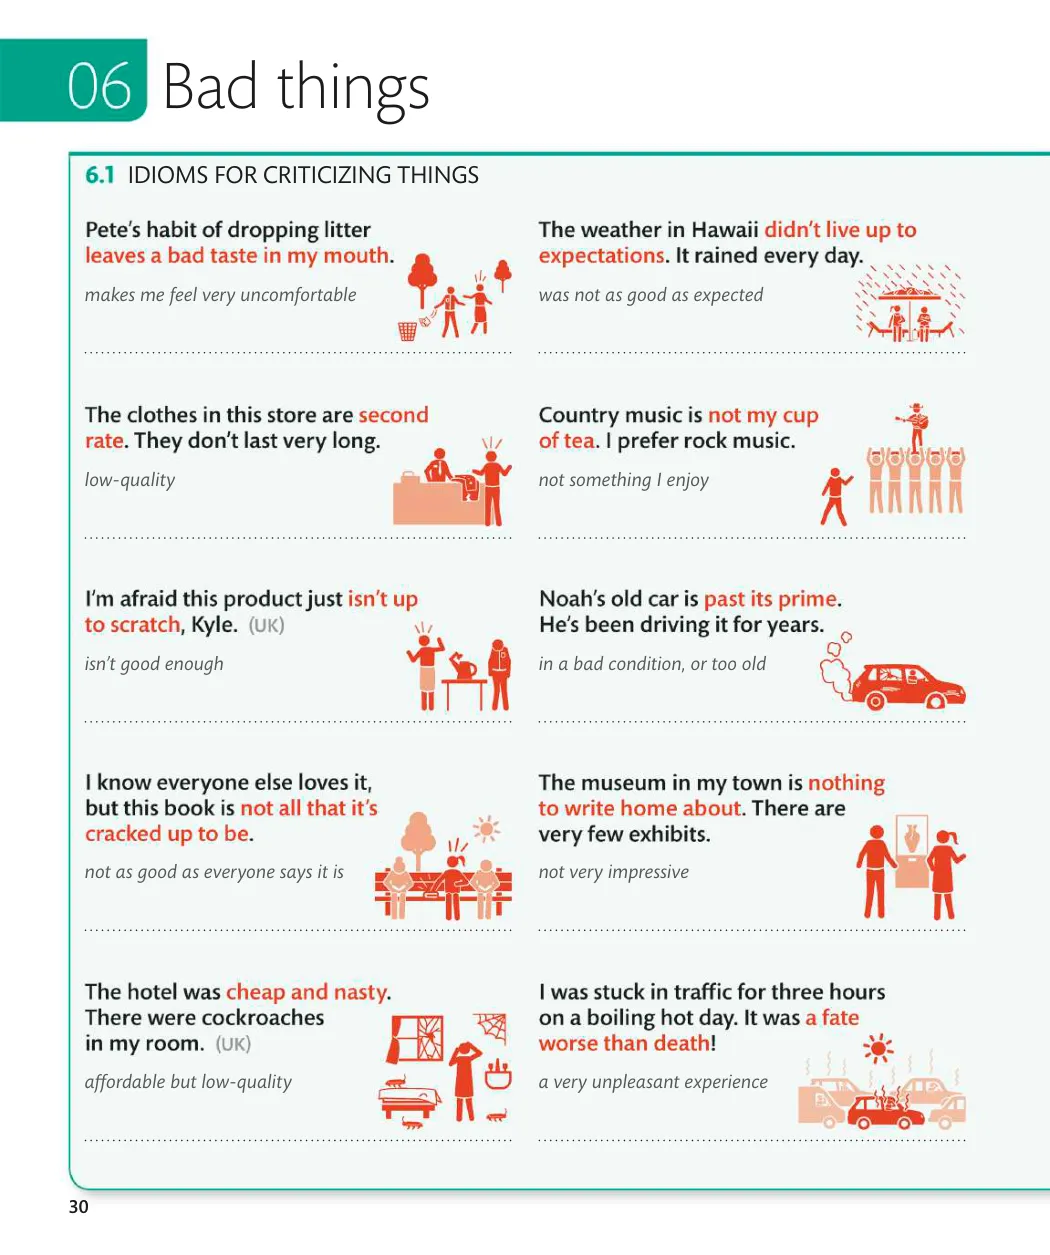 06 Bad things
6.1 IDIOMS FOR CRITICIZING THINGS
Pete's habit of dropping litter
leaves a bad taste in my mouth.
makes me feel very uncomfortable
The weather in Hawaii didn't live up to
expectations. It rained every day.
was not as good as expected
The clothes in this store are second
rate. They don't last very long.
low-quality
Country music is not my cup
of tea. I prefer rock music.
not something I enjoy
I'm afraid this product just isn't up
to scratch, Kyle. (UK)
isn't good enough
Noah's old car is past its prime.
He's been driving it for years.
in a bad condition, or too old
I know everyone else loves it,
but this book is not all that it's
cracked up to be.
not as good as everyone says it is
The museum in my town is nothing
to write home about. There are
very few exhibits.
not very impressive
The hotel was cheap and nasty.
There were cockroaches
in my room. (UK)
affordable but low-quality
I was stuck in traffic for three hours
on a boiling hot day. It was a fate
worse than death!
a very unpleasant experience
30